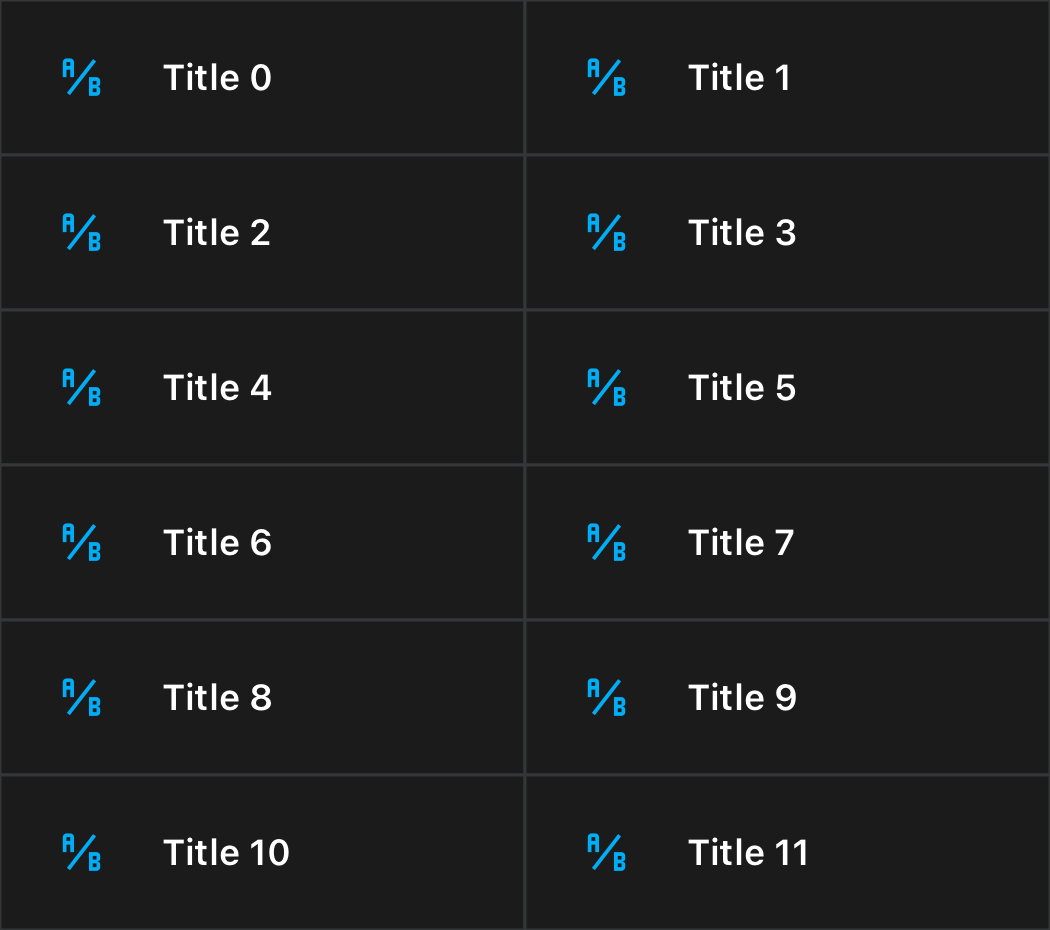 A/B Title 0
A/B Title 1
A/B Title 2
A/B Title 3
A/B Title 4
A/B Title 5
A/B Title 6
A/B Title 7
A/B Title 8
A/B Title 9
A/B Title 10
A/B Title 11